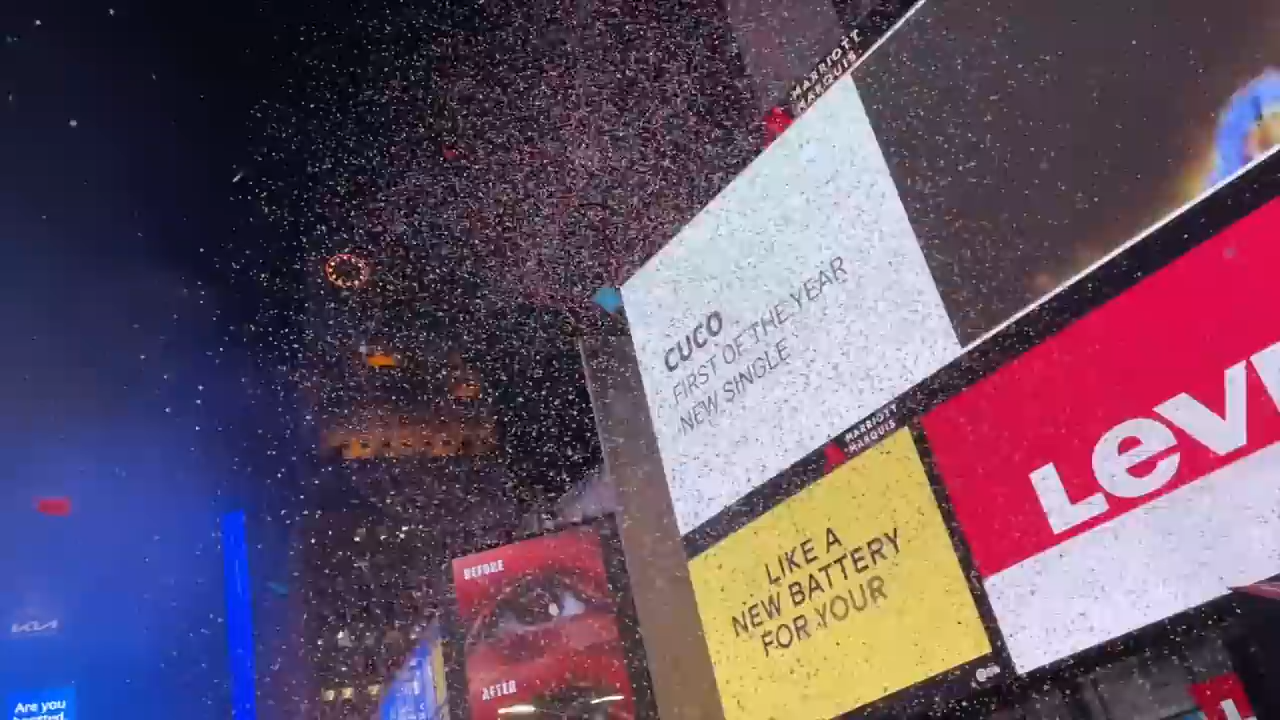 MARRIOTT
MARQUIS
CUCO
FIRST OF THE YEAR
NEW SINGLE
MARRIOTT
MARQUIS
LIKE A
NEW BATTERY
FOR YOUR
Lev
BEFORE
AFTER
KIA
Are you
L